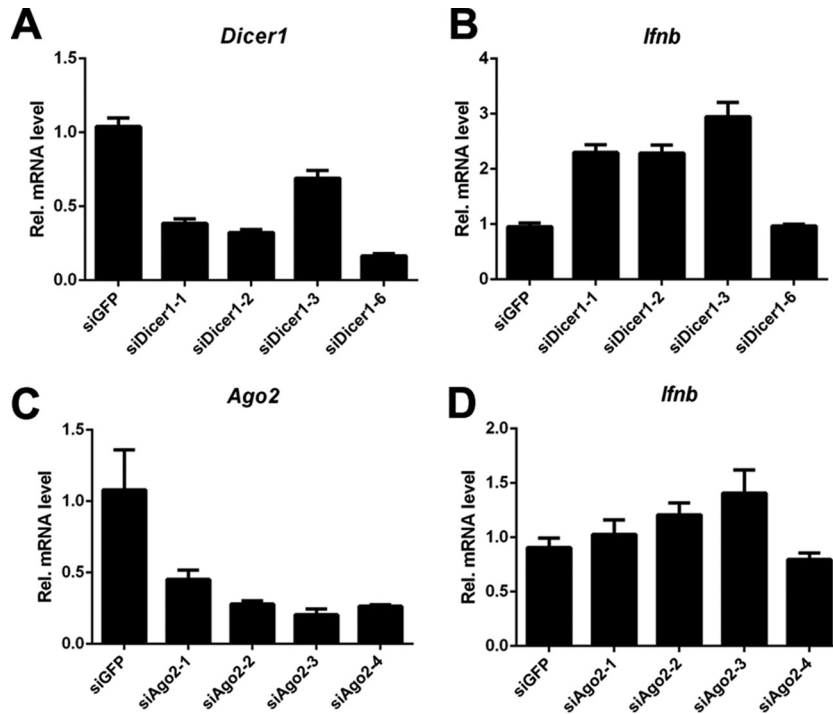 A
Dicer1
Rel. mRNA level
1.5
1.0
0.5
0.0
siGFP
siDicer1-1
siDicer1-2
siDicer1-3
siDicer1-6
B
Ifnb
Rel. mRNA level
4
3
2
1
0
siGFP
siDicer1-1
siDicer1-2
siDicer1-3
siDicer1-6
C
Ago2
Rel. mRNA level
1.5
1.0
0.5
0.0
siGFP
siAgo2-1
siAgo2-2
siAgo2-3
siAgo2-4
D
Ifnb
Rel. mRNA level
2.0
1.5
1.0
0.5
0.0
siGFP
siAgo2-1
siAgo2-2
siAgo2-3
siAgo2-4